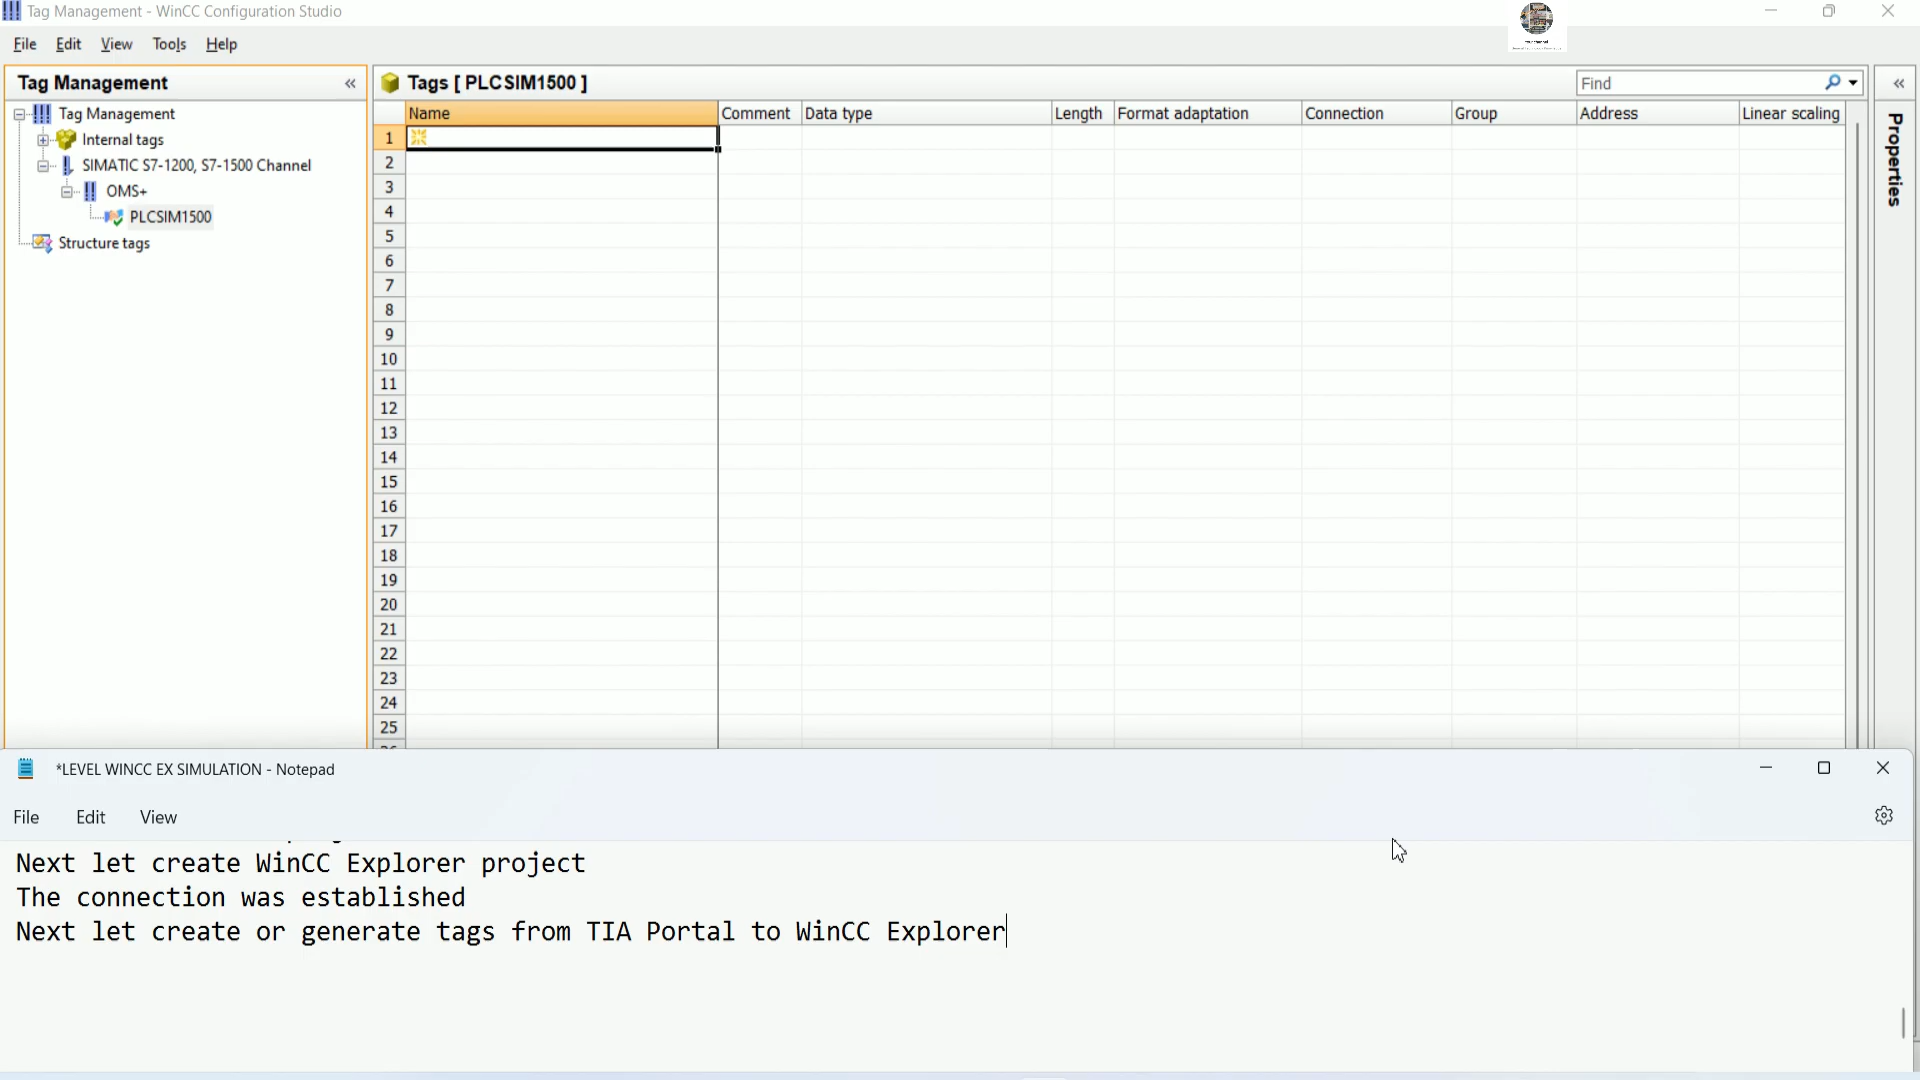 Tag Management - WinCC Configuration Studio
File Edit View Tools Help
Tag Management «
Tags [ PLCSIM1500 ]
Find
«
Name Comment Data type Length Format adaptation Connection Group Address Linear scaling
Tag Management
Internal tags
SIMATIC S7-1200, S7-1500 Channel
OMS+
PLCSIM1500
Structure tags
Properties
1
2
3
4
5
6
7
8
9
10
11
12
13
14
15
16
17
18
19
20
21
22
23
24
25
*LEVEL WINCC EX SIMULATION - Notepad
File Edit View
Next let create WinCC Explorer project
The connection was established
Next let create or generate tags from TIA Portal to WinCC Explorer